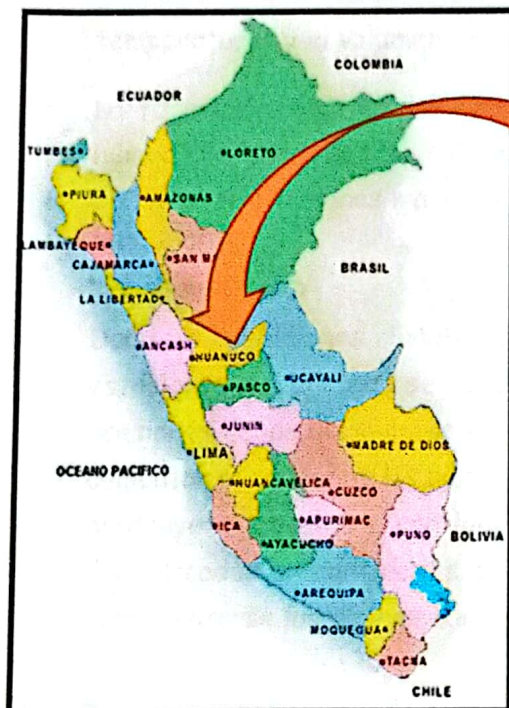 COLOMBIA
ECUADOR
TUMBES
LORETO
PIURA
AMAZONAS
LAMBAYEQUE
SAN M
CAJAMARCA
BRASIL
LA LIBERTAD
ANCASH
HUANUCO
UCAYALI
PASCO
JUNIN
MADRE DE DIOS
LIMA
OCEANO PACIFICO
HUANCAVELICA
CUZCO
ICA
APURIMAC
PUNO
BOLIVIA
AYACUCHO
AREQUIPA
MOQUEGUA
TACNA
CHILE